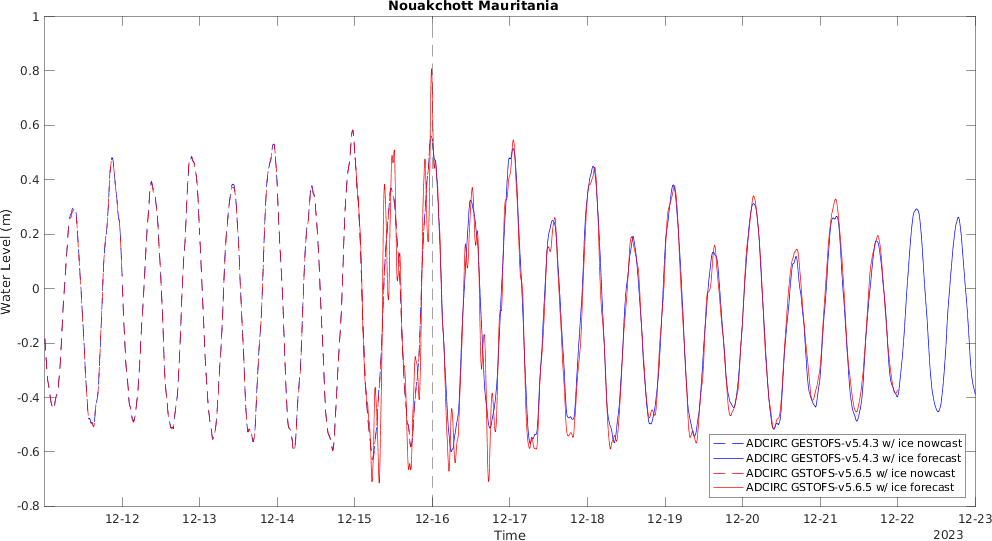 Nouakchott Mauritania
1
0.8
0.6
0.4
0.2
0
-0.2
-0.4
-0.6
-0.8
Water Level (m)
12-12 12-13 12-14 12-15 12-16 12-17 12-18 12-19 12-20 12-21 12-22 12-23
Time
2023
ADCIRC GESTOFS-v5.4.3 w/ ice nowcast
ADCIRC GESTOFS-v5.4.3 w/ ice forecast
ADCIRC GSTOFS-v5.6.5 w/ ice nowcast
ADCIRC GSTOFS-v5.6.5 w/ ice forecast